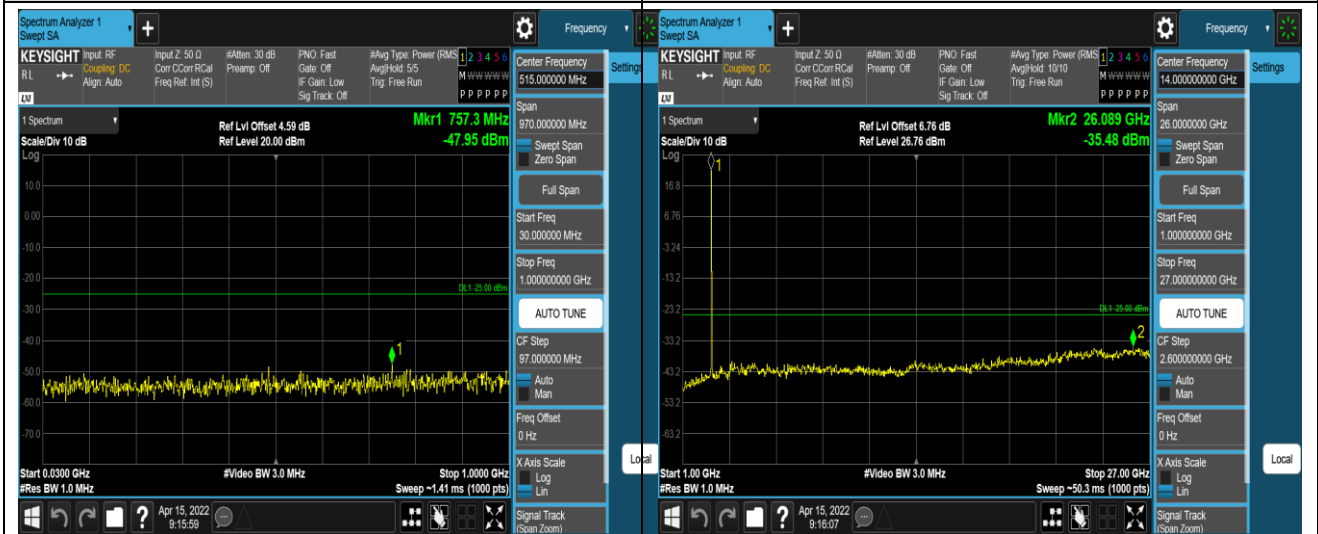 Spectrum Analyzer 1
Swept SA
+
Frequency
KEYSIGHT
Input: RF
Coupling: DC
Align: Auto
Input Z: 50 Ω
Corr CCorr RCal
Freq Ref: Int (S)
#Atten: 30 dB
Preamp: Off
PNO: Fast
Gate: Off
IF Gain: Low
Sig Track: Off
#Avg Type: Power (RMS
Avg|Hold: 5/5
Trig: Free Run
1 2 3 4 5 6
M W W W W W
P P P P P P
RL
LXI
Center Frequency
515.000000 MHz
Settings
Span
970.000000 MHz
Swept Span
Zero Span
Full Span
Start Freq
30.000000 MHz
Stop Freq
1.000000000 GHz
AUTO TUNE
CF Step
97.000000 MHz
Auto
Man
Freq Offset
0 Hz
X Axis Scale
Log
Lin
Signal Track
(Span Zoom)
Local
1 Spectrum
Scale/Div 10 dB
Log
Ref Lvl Offset 4.59 dB
Ref Level 20.00 dBm
Mkr1 757.3 MHz
-47.95 dBm
10.0
0.00
-10.0
-20.0
DL1 -25.00 dBm
-30.0
-40.0
1
-50.0
-60.0
-70.0
Start 0.0300 GHz
#Res BW 1.0 MHz
#Video BW 3.0 MHz
Stop 1.0000 GHz
Sweep ~1.41 ms (1000 pts)
?
Apr 15, 2022
9:15:59
Spectrum Analyzer 1
Swept SA
+
Frequency
KEYSIGHT
Input: RF
Coupling: DC
Align: Auto
Input Z: 50 Ω
Corr CCorr RCal
Freq Ref: Int (S)
#Atten: 30 dB
Preamp: Off
PNO: Fast
Gate: Off
IF Gain: Low
Sig Track: Off
#Avg Type: Power (RMS
Avg|Hold: 10/10
Trig: Free Run
1 2 3 4 5 6
M W W W W W
P P P P P P
RL
LXI
Center Frequency
14.000000000 GHz
Settings
Span
26.0000000 GHz
Swept Span
Zero Span
Full Span
Start Freq
1.000000000 GHz
Stop Freq
27.000000000 GHz
AUTO TUNE
CF Step
2.600000000 GHz
Auto
Man
Freq Offset
0 Hz
X Axis Scale
Log
Lin
Signal Track
(Span Zoom)
Local
1 Spectrum
Scale/Div 10 dB
Log
Ref Lvl Offset 6.76 dB
Ref Level 26.76 dBm
Mkr2 26.089 GHz
-35.48 dBm
1
16.8
6.76
-3.24
-13.2
-23.2
DL1 -25.00 dBm
2
-33.2
-43.2
-53.2
-63.2
Start 1.00 GHz
#Res BW 1.0 MHz
#Video BW 3.0 MHz
Stop 27.00 GHz
Sweep ~50.3 ms (1000 pts)
?
Apr 15, 2022
9:16:07